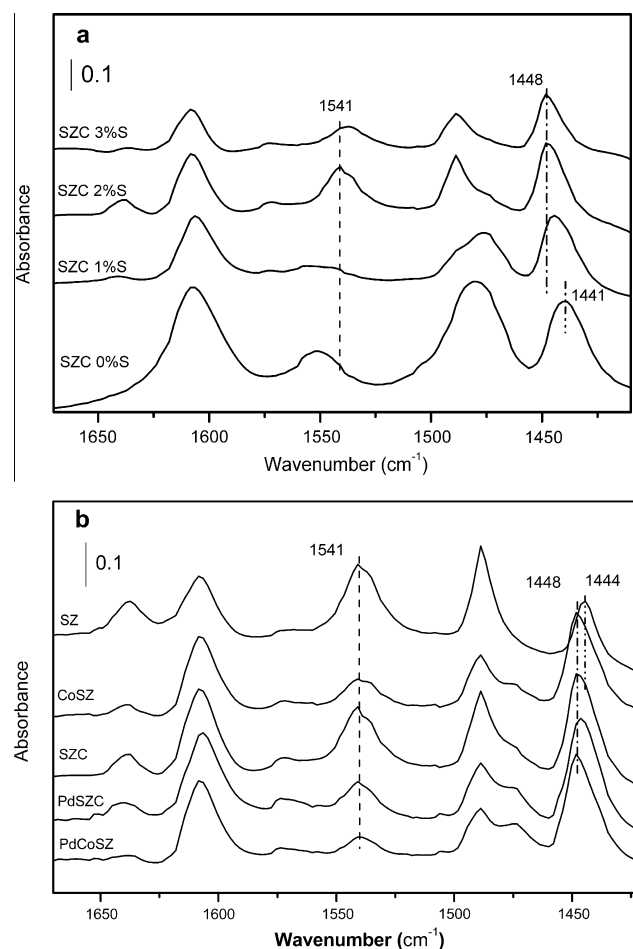 a
0.1
1448
1541
SZC 3%S
SZC 2%S
SZC 1%S
1441
SZC 0%S
Absorbance
1650 1600 1550 1500 1450
Wavenumber (cm⁻¹)
b
0.1
1541
1448 1444
SZ
CoSZ
SZC
PdSZC
PdCoSZ
Absorbance
1650 1600 1550 1500 1450
Wavenumber (cm⁻¹)